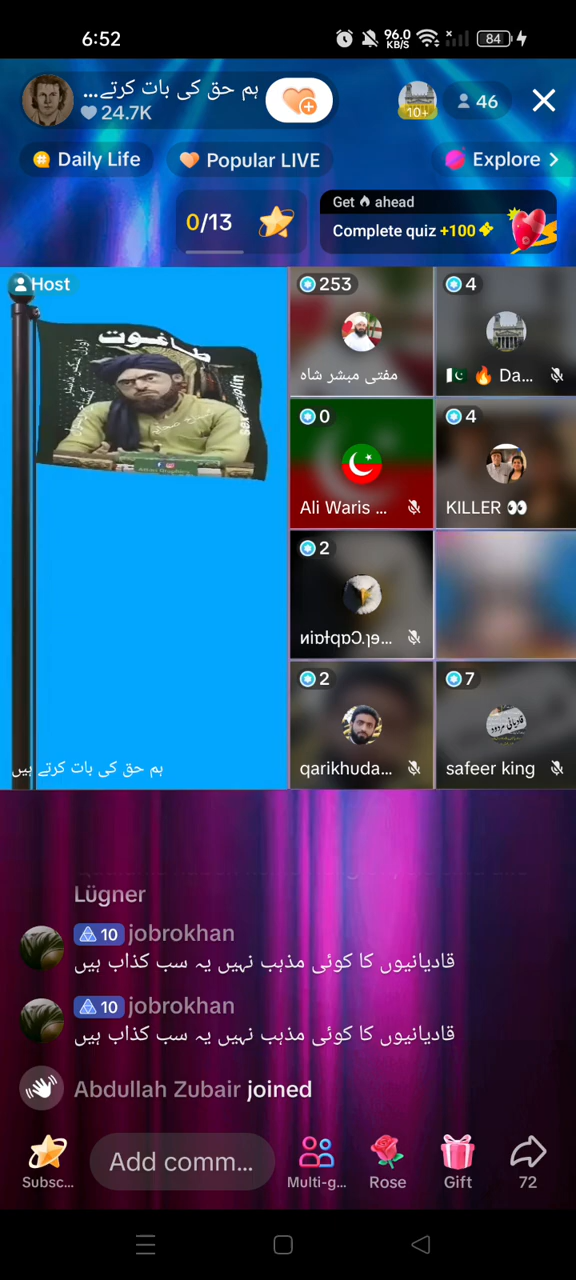 6:52
96.0
KB/S
84
ہم حق کی بات کرتے...
24.7K
10+
46
Daily Life
Popular LIVE
Explore
0/13
Get ahead
Complete quiz +100
Host
طاغوت
253
مفتی مبشر شاہ
4
Da...
0
Ali Waris ...
4
KILLER
2
2
qarikhuda...
7
قادیانی مردود
safeer king
ہم حق کی بات کرتے ہیں
Lügner
10 jobrokhan
قادیانیوں کا کوئی مذہب نہیں یہ سب کذاب ہیں
10 jobrokhan
قادیانیوں کا کوئی مذہب نہیں یہ سب کذاب ہیں
Abdullah Zubair joined
Subsc...
Add comm...
Multi-g...
Rose
Gift
72